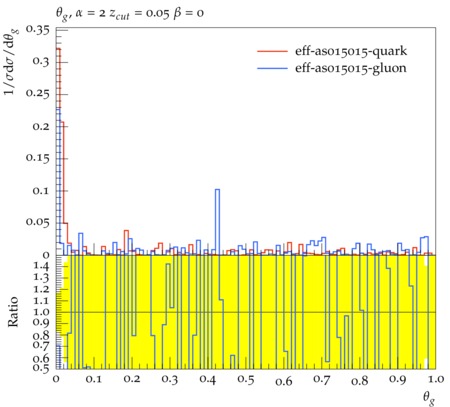 θg, α = 2 zcut = 0.05 β = 0
1/σdσ/dθg
eff-as015015-quark
eff-as015015-gluon
0.35
0.3
0.25
0.2
0.15
0.1
0.05
0
Ratio
1.4
1.3
1.2
1.1
1.0
0.9
0.8
0.7
0.6
0.5
0 0.1 0.2 0.3 0.4 0.5 0.6 0.7 0.8 0.9 1.0
θg